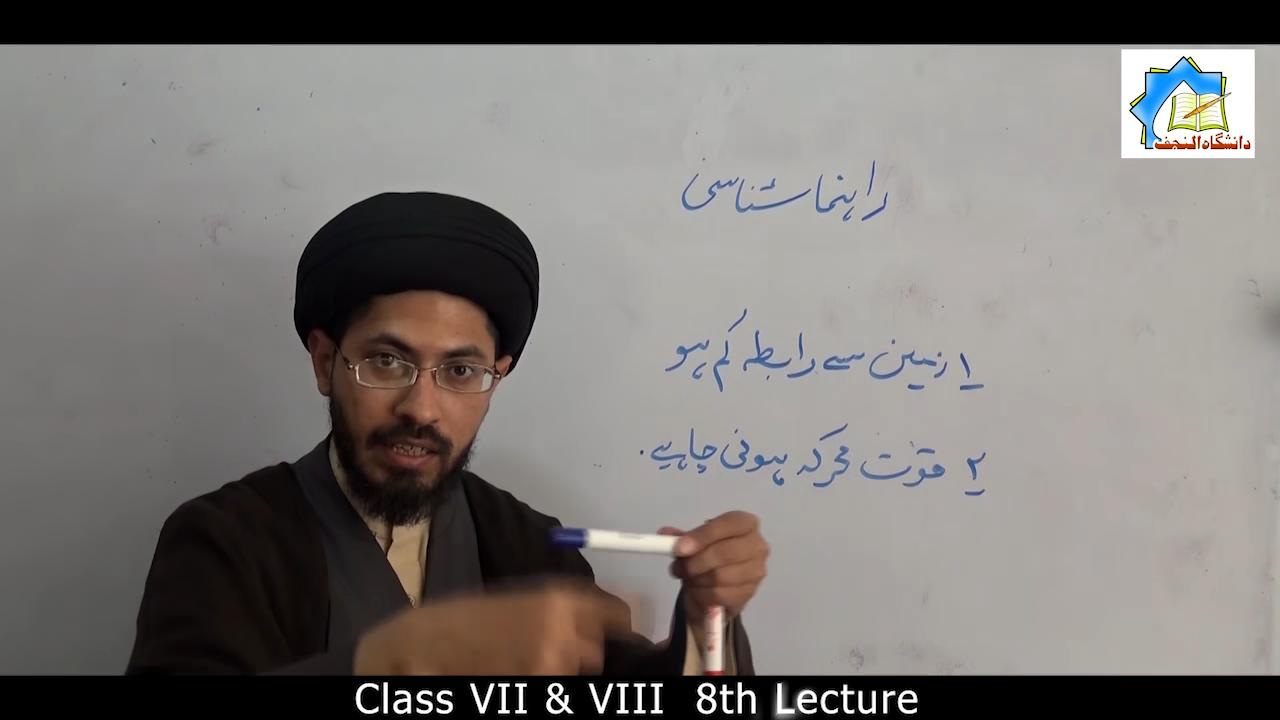 دانشگاہ النجف
راہنما شناسی
۱ زمین سے رابطہ کم ہو
۲ قوّت محرکہ ہونی چاہیے.
Class VII & VIII 8th Lecture